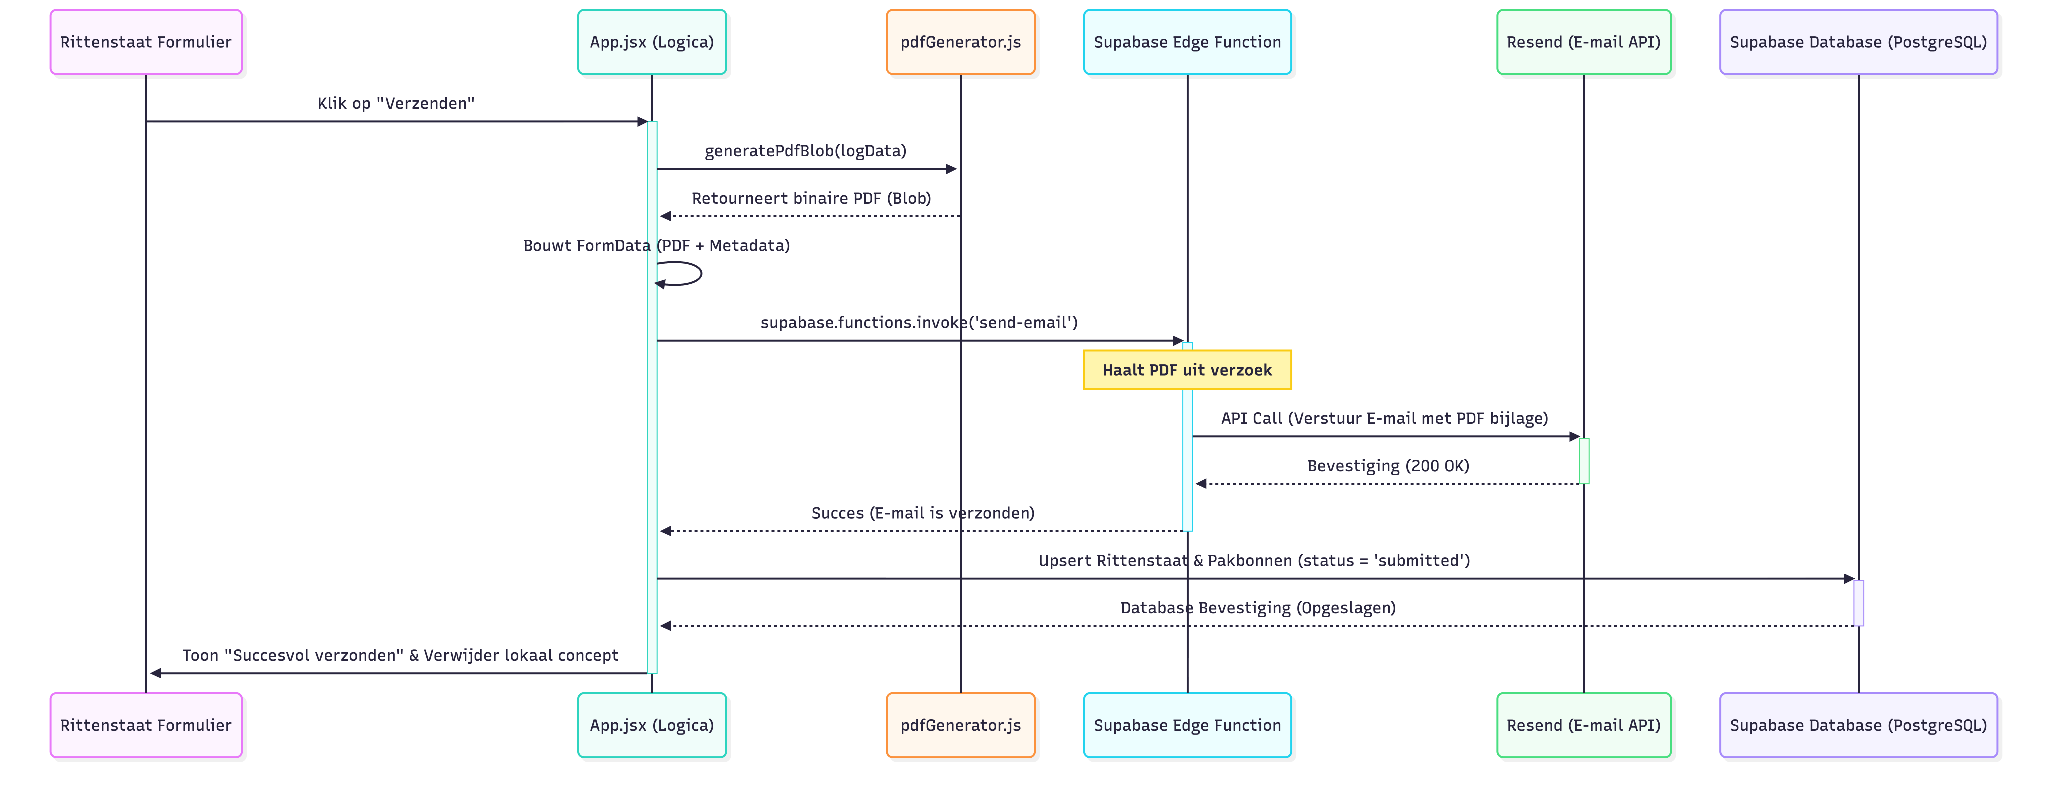 Rittenstaat Formulier
App.jsx (Logica)
pdfGenerator.js
Supabase Edge Function
Resend (E-mail API)
Supabase Database (PostgreSQL)
Klik op "Verzenden"
generatePdfBlob(logData)
Retourneert binaire PDF (Blob)
Bouwt FormData (PDF + Metadata)
supabase.functions.invoke('send-email')
Haalt PDF uit verzoek
API Call (Verstuur E-mail met PDF bijlage)
Bevestiging (200 OK)
Succes (E-mail is verzonden)
Upsert Rittenstaat & Pakbonnen (status = 'submitted')
Database Bevestiging (Opgeslagen)
Toon "Succesvol verzonden" & Verwijder lokaal concept
Rittenstaat Formulier
App.jsx (Logica)
pdfGenerator.js
Supabase Edge Function
Resend (E-mail API)
Supabase Database (PostgreSQL)